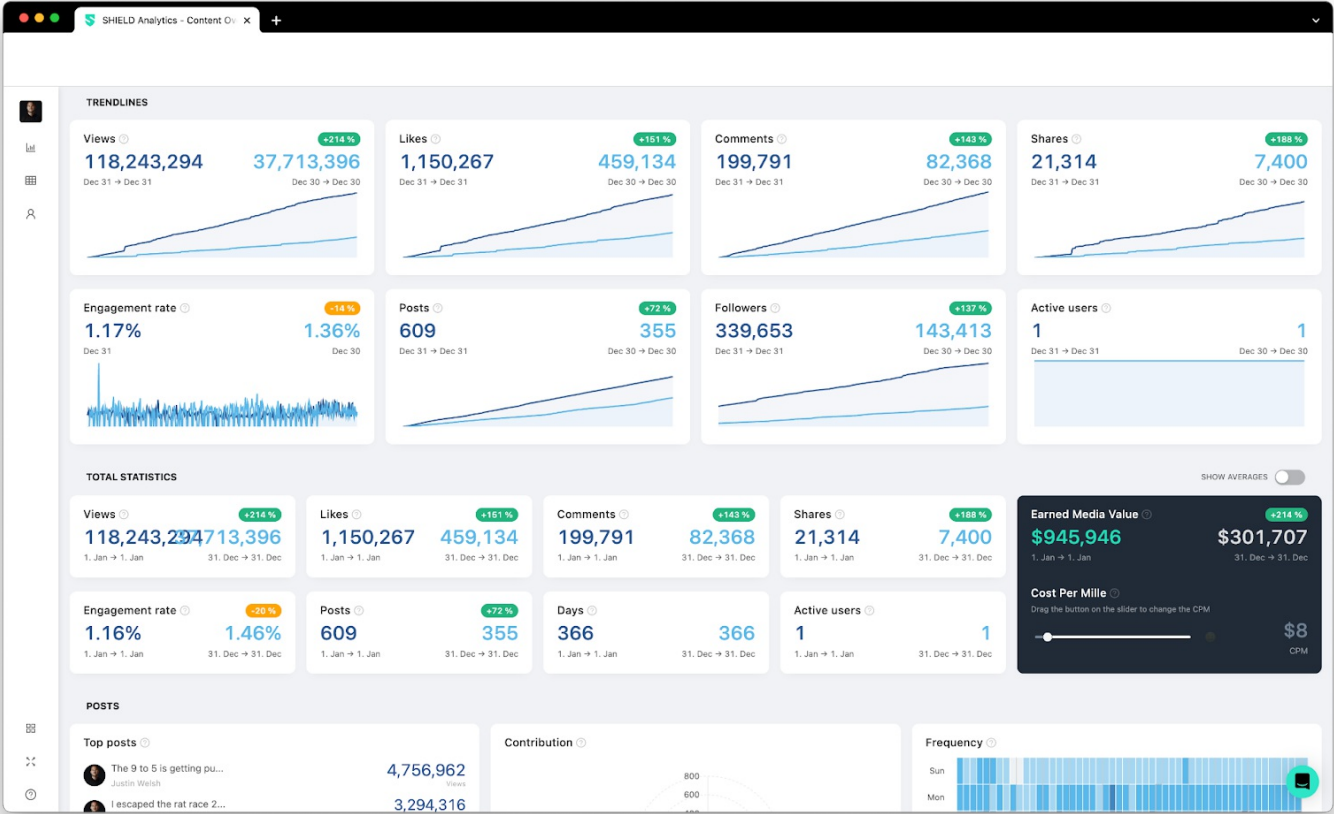 SHIELD Analytics - Content Ov
TRENDLINES
Views +214 %
118,243,294 37,713,396
Dec 31 → Dec 31 Dec 30 → Dec 30
Likes +151 %
1,150,267 459,134
Dec 31 → Dec 31 Dec 30 → Dec 30
Comments +143 %
199,791 82,368
Dec 31 → Dec 31 Dec 30 → Dec 30
Shares +188 %
21,314 7,400
Dec 31 → Dec 31 Dec 30 → Dec 30
Engagement rate -14 %
1.17% 1.36%
Dec 31 Dec 30
Posts +72 %
609 355
Dec 31 → Dec 31 Dec 30 → Dec 30
Followers +137 %
339,653 143,413
Dec 31 → Dec 31 Dec 30 → Dec 30
Active users
1 1
Dec 31 → Dec 31 Dec 30 → Dec 30
TOTAL STATISTICS
SHOW AVERAGES
Views +214 %
118,243,294 37,713,396
1. Jan → 1. Jan 31. Dec → 31. Dec
Likes +151 %
1,150,267 459,134
1. Jan → 1. Jan 31. Dec → 31. Dec
Comments +143 %
199,791 82,368
1. Jan → 1. Jan 31. Dec → 31. Dec
Shares +188 %
21,314 7,400
1. Jan → 1. Jan 31. Dec → 31. Dec
Earned Media Value +214 %
$945,946 $301,707
1. Jan → 1. Jan 31. Dec → 31. Dec
Cost Per Mille
Drag the button on the slider to change the CPM
$8
CPM
Engagement rate -20 %
1.16% 1.46%
1. Jan → 1. Jan 31. Dec → 31. Dec
Posts +72 %
609 355
1. Jan → 1. Jan 31. Dec → 31. Dec
Days
366 366
1. Jan → 1. Jan 31. Dec → 31. Dec
Active users
1 1
1. Jan → 1. Jan 31. Dec → 31. Dec
POSTS
Top posts
The 9 to 5 is getting pu... 4,756,962
Justin Welsh Views
I escaped the rat race 2... 3,294,316
Contribution
800
600
400
Frequency
Sun
Mon